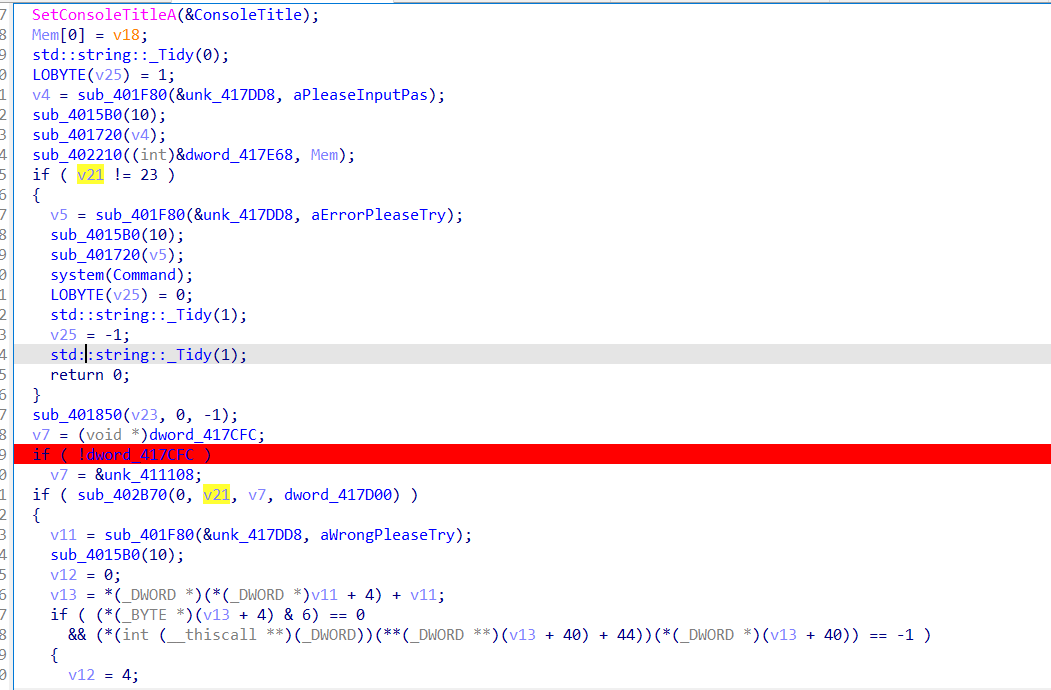 7 SetConsoleTitleA(&ConsoleTitle);
8 Mem[0] = v18;
9 std::string::_Tidy(0);
0 LOBYTE(v25) = 1;
1 v4 = sub_401F80(&unk_417DD8, aPleaseInputPas);
2 sub_4015B0(10);
3 sub_401720(v4);
4 sub_402210((int)&dword_417E68, Mem);
5 if ( v21 != 23 )
6 {
7 v5 = sub_401F80(&unk_417DD8, aErrorPleaseTry);
8 sub_4015B0(10);
9 sub_401720(v5);
0 system(Command);
1 LOBYTE(v25) = 0;
2 std::string::_Tidy(1);
3 v25 = -1;
4 std::string::_Tidy(1);
5 return 0;
6 }
7 sub_401850(v23, 0, -1);
8 v7 = (void *)dword_417CFC;
9 if ( !dword_417CFC )
0 v7 = &unk_411108;
1 if ( sub_402B70(0, v21, v7, dword_417D00) )
2 {
3 v11 = sub_401F80(&unk_417DD8, aWrongPleaseTry);
4 sub_4015B0(10);
5 v12 = 0;
6 v13 = *(_DWORD *)(*(_DWORD *)v11 + 4) + v11;
7 if ( (*(_BYTE *)(v13 + 4) & 6) == 0
8 && (*(int (__thiscall **)(_DWORD))(**(_DWORD **)(v13 + 40) + 44))(*(_DWORD *)(v13 + 40)) == -1 )
9 {
0 v12 = 4;